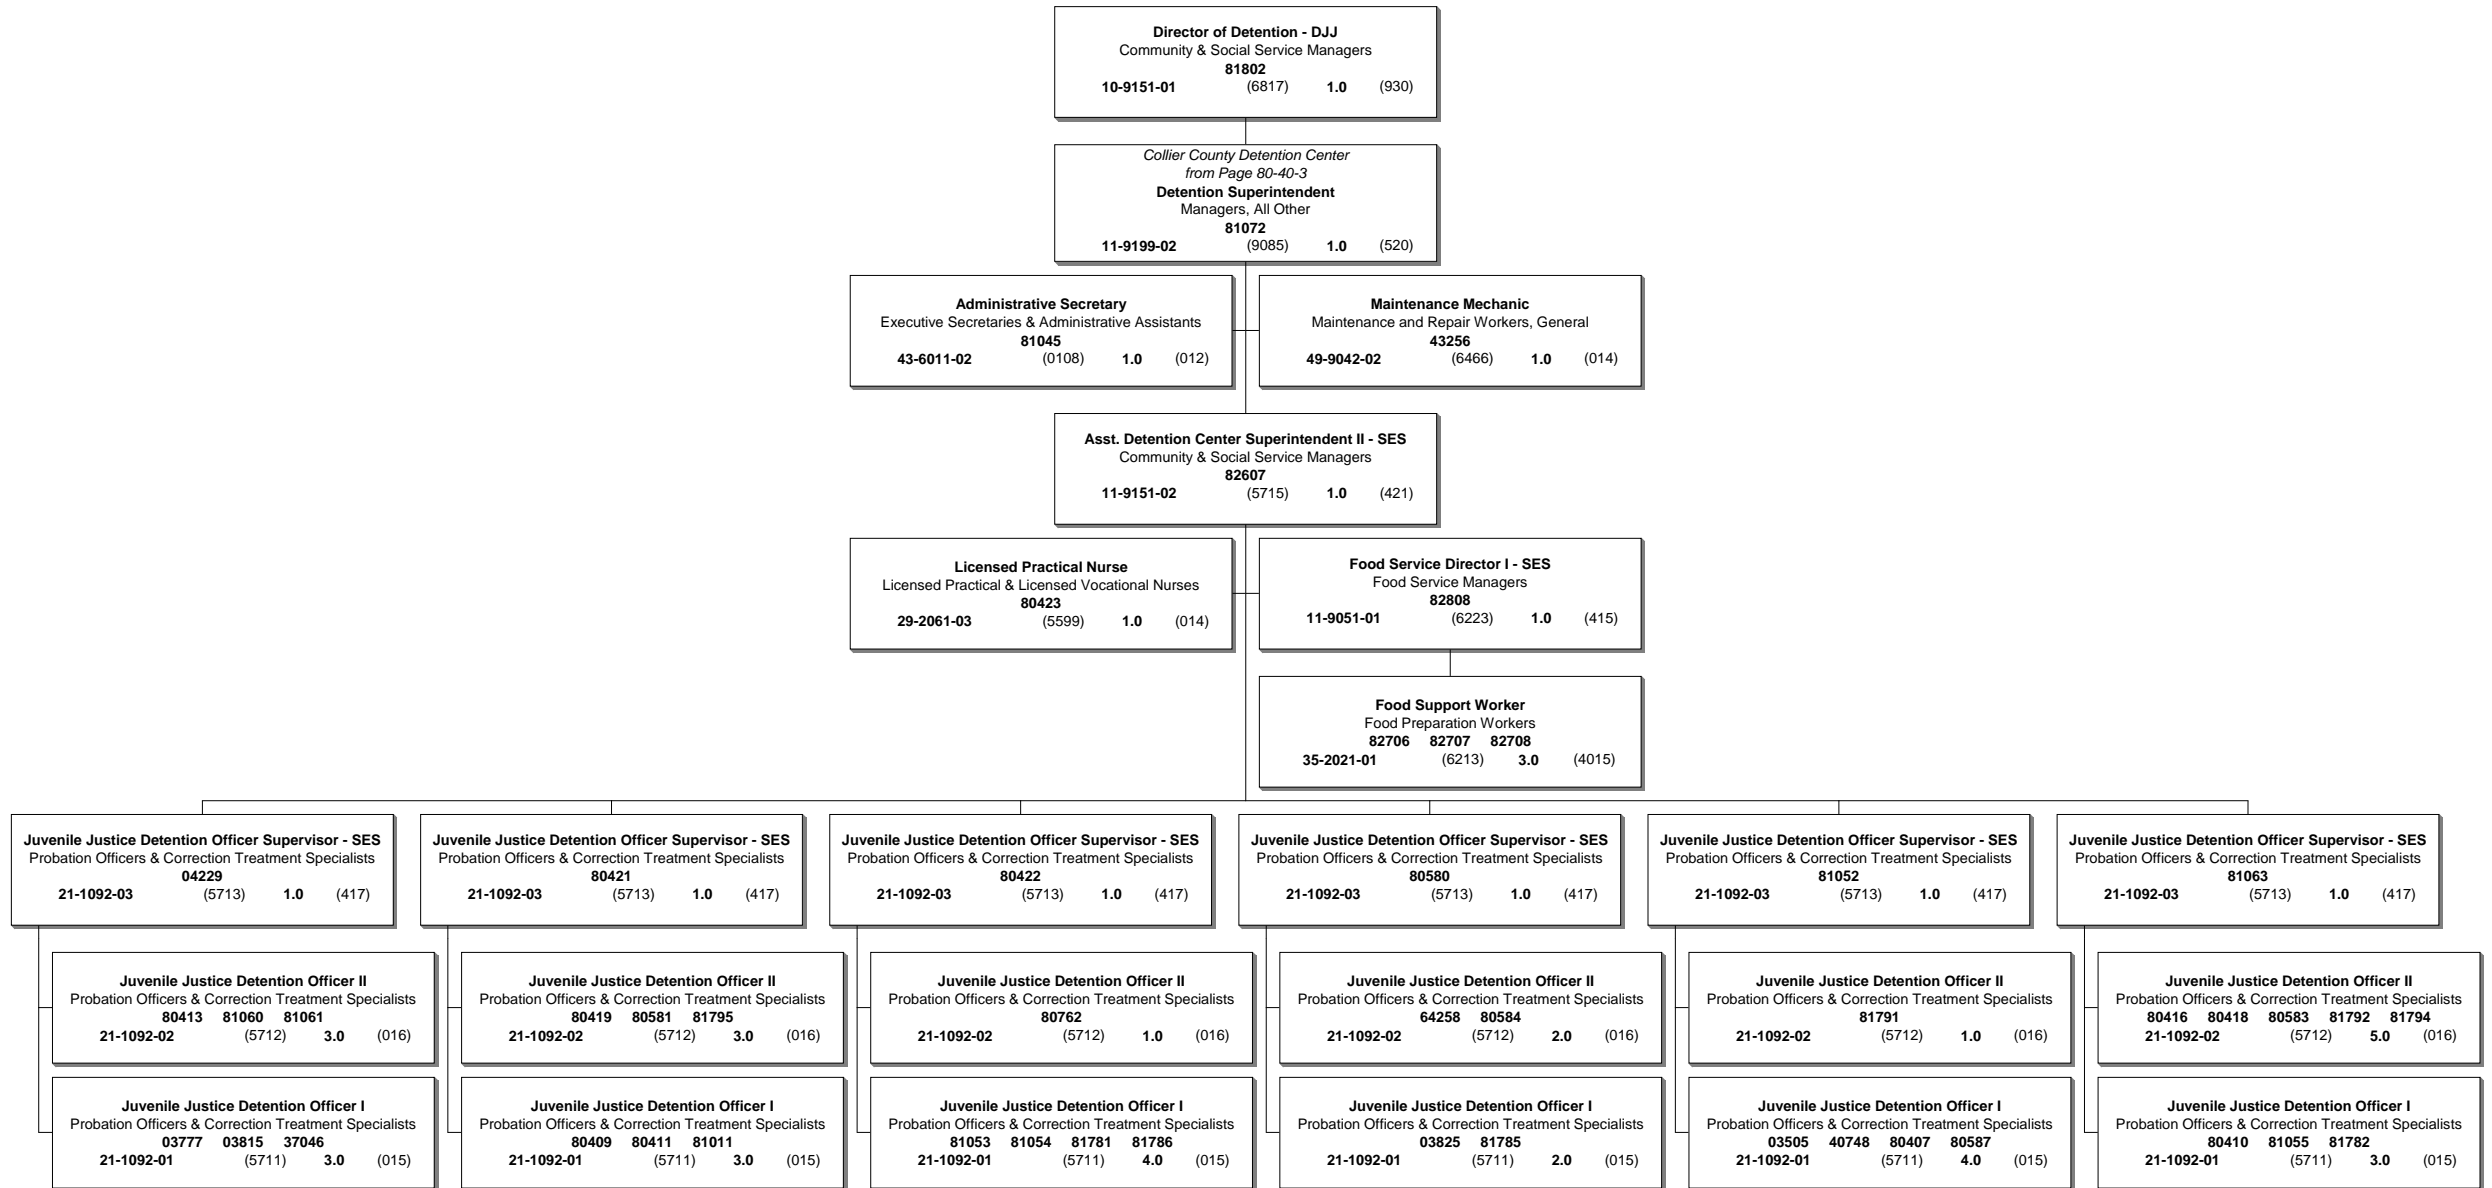 Director of Detention - DJJ
Community & Social Service Managers
81802
10-9151-01 (6817) 1.0 (930)
Collier County Detention Center
from Page 80-40-3
Detention Superintendent
Managers, All Other
81072
11-9199-02 (9085) 1.0 (520)
Administrative Secretary
Executive Secretaries & Administrative Assistants
81045
43-6011-02 (0108) 1.0 (012)
Maintenance Mechanic
Maintenance and Repair Workers, General
43256
49-9042-02 (6466) 1.0 (014)
Asst. Detention Center Superintendent II - SES
Community & Social Service Managers
82607
11-9151-02 (5715) 1.0 (421)
Licensed Practical Nurse
Licensed Practical & Licensed Vocational Nurses
80423
29-2061-03 (5599) 1.0 (014)
Food Service Director I - SES
Food Service Managers
82808
11-9051-01 (6223) 1.0 (415)
Food Support Worker
Food Preparation Workers
82706 82707 82708
35-2021-01 (6213) 3.0 (4015)
Juvenile Justice Detention Officer Supervisor - SES
Probation Officers & Correction Treatment Specialists
04229
21-1092-03 (5713) 1.0 (417)
Juvenile Justice Detention Officer Supervisor - SES
Probation Officers & Correction Treatment Specialists
80421
21-1092-03 (5713) 1.0 (417)
Juvenile Justice Detention Officer Supervisor - SES
Probation Officers & Correction Treatment Specialists
80422
21-1092-03 (5713) 1.0 (417)
Juvenile Justice Detention Officer Supervisor - SES
Probation Officers & Correction Treatment Specialists
80580
21-1092-03 (5713) 1.0 (417)
Juvenile Justice Detention Officer Supervisor - SES
Probation Officers & Correction Treatment Specialists
81052
21-1092-03 (5713) 1.0 (417)
Juvenile Justice Detention Officer Supervisor - SES
Probation Officers & Correction Treatment Specialists
81063
21-1092-03 (5713) 1.0 (417)
Juvenile Justice Detention Officer II
Probation Officers & Correction Treatment Specialists
80413 81060 81061
21-1092-02 (5712) 3.0 (016)
Juvenile Justice Detention Officer II
Probation Officers & Correction Treatment Specialists
80419 80581 81795
21-1092-02 (5712) 3.0 (016)
Juvenile Justice Detention Officer II
Probation Officers & Correction Treatment Specialists
80762
21-1092-02 (5712) 1.0 (016)
Juvenile Justice Detention Officer II
Probation Officers & Correction Treatment Specialists
64258 80584
21-1092-02 (5712) 2.0 (016)
Juvenile Justice Detention Officer II
Probation Officers & Correction Treatment Specialists
81791
21-1092-02 (5712) 1.0 (016)
Juvenile Justice Detention Officer II
Probation Officers & Correction Treatment Specialists
80416 80418 80583 81792 81794
21-1092-02 (5712) 5.0 (016)
Juvenile Justice Detention Officer I
Probation Officers & Correction Treatment Specialists
03777 03815 37046
21-1092-01 (5711) 3.0 (015)
Juvenile Justice Detention Officer I
Probation Officers & Correction Treatment Specialists
80409 80411 81011
21-1092-01 (5711) 3.0 (015)
Juvenile Justice Detention Officer I
Probation Officers & Correction Treatment Specialists
81053 81054 81781 81786
21-1092-01 (5711) 4.0 (015)
Juvenile Justice Detention Officer I
Probation Officers & Correction Treatment Specialists
03825 81785
21-1092-01 (5711) 2.0 (015)
Juvenile Justice Detention Officer I
Probation Officers & Correction Treatment Specialists
03505 40748 80407 80587
21-1092-01 (5711) 4.0 (015)
Juvenile Justice Detention Officer I
Probation Officers & Correction Treatment Specialists
80410 81055 81782
21-1092-01 (5711) 3.0 (015)